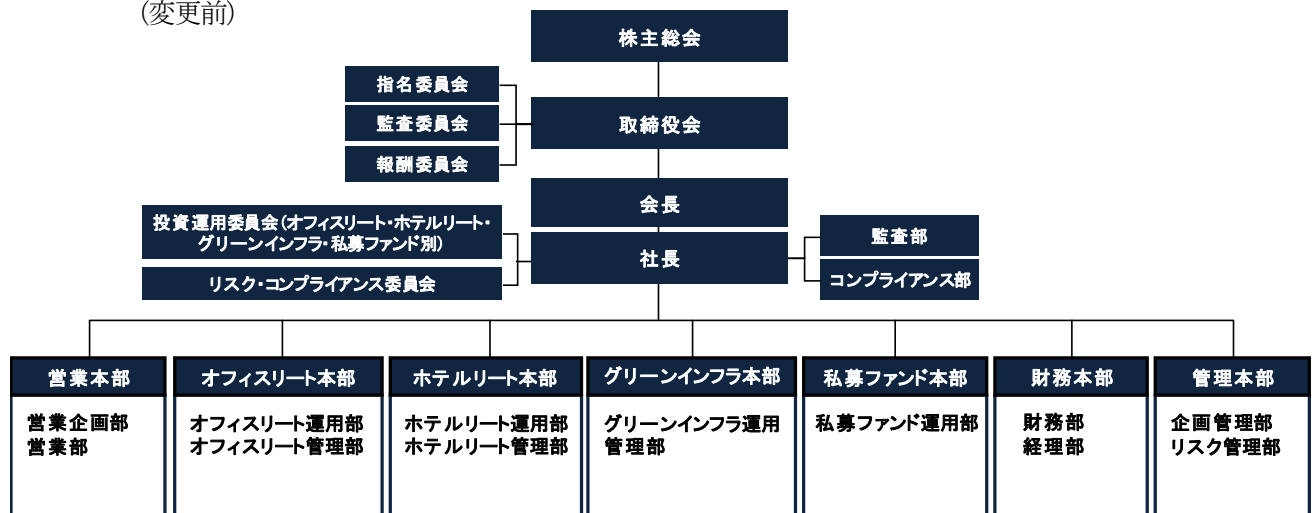 (変更前)
株主総会
指名委員会
監査委員会
報酬委員会
取締役会
会長
社長
投資運用委員会(オフィスリート・ホテルリート・
グリーンインフラ・私募ファンド別)
リスク・コンプライアンス委員会
監査部
コンプライアンス部
営業本部
営業企画部
営業部
オフィスリート本部
オフィスリート運用部
オフィスリート管理部
ホテルリート本部
ホテルリート運用部
ホテルリート管理部
グリーンインフラ本部
グリーンインフラ運用
管理部
私募ファンド本部
私募ファンド運用部
財務本部
財務部
経理部
管理本部
企画管理部
リスク管理部